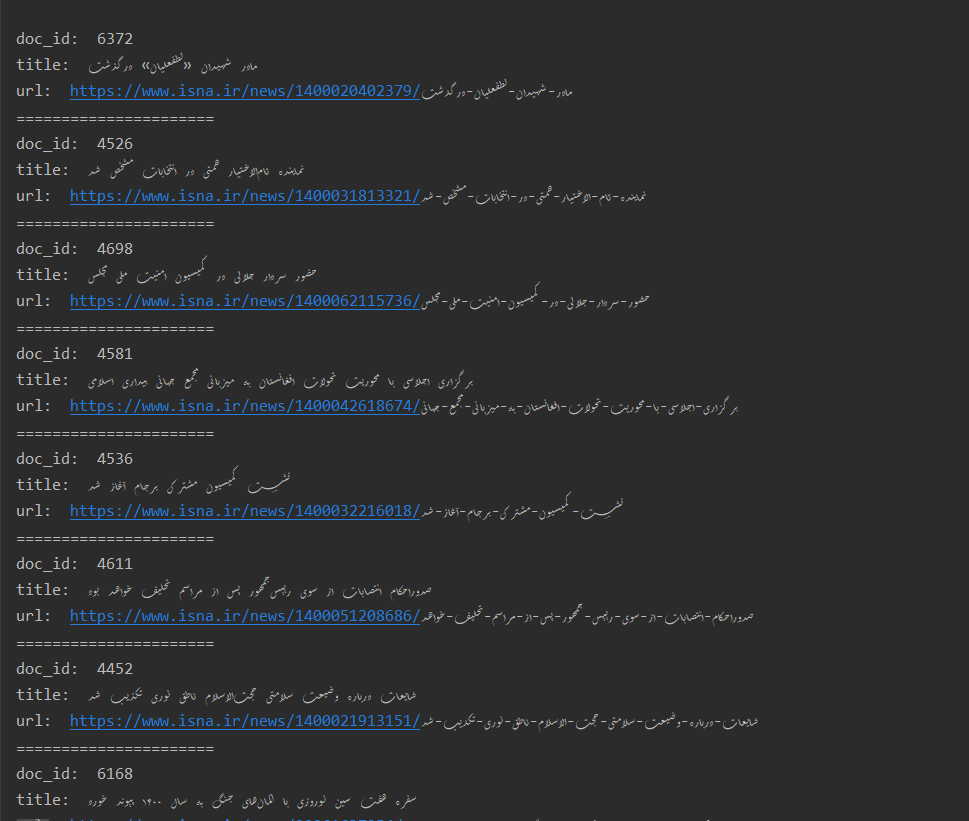 doc_id:  6372
title:  مادر شهیدان «لطفعلیان» درگذشت
url:  https://www.isna.ir/news/1400020402379/مادر-شهیدان-لطفعلیان-درگذشت
======================
doc_id:  4526
title:  نماینده تام‌الاختیار همتی در انتخابات مشخص شد
url:  https://www.isna.ir/news/1400031813321/نماینده-تام-الاختیار-همتی-در-انتخابات-مشخص-شد
======================
doc_id:  4698
title:  حضور سردار جلالی در کمیسیون امنیت ملی مجلس
url:  https://www.isna.ir/news/1400062115736/حضور-سردار-جلالی-در-کمیسیون-امنیت-ملی-مجلس
======================
doc_id:  4581
title:  برگزاری اجلاسی با محوریت تحولات افغانستان به میزبانی مجمع جهانی بیداری اسلامی
url:  https://www.isna.ir/news/1400042618674/برگزاری-اجلاسی-با-محوریت-تحولات-افغانستان-به-میزبانی-مجمع-جهانی
======================
doc_id:  4536
title:  نشست کمیسیون مشترک برجام آغاز شد
url:  https://www.isna.ir/news/1400032216018/نشست-کمیسیون-مشترک-برجام-آغاز-شد
======================
doc_id:  4611
title:  صدوراحکام انتصابات از سوی رییس‌جمهور پس از مراسم تحلیف خواهد بود
url:  https://www.isna.ir/news/1400051208686/صدوراحکام-انتصابات-از-سوی-رییس-جمهور-پس-از-مراسم-تحلیف-خواهد
======================
doc_id:  4452
title:  شایعات درباره وضعیت سلامتی حجت‌الاسلام ناطق نوری تکذیب شد
url:  https://www.isna.ir/news/1400021913151/شایعات-درباره-وضعیت-سلامتی-حجت-الاسلام-ناطق-نوری-تکذیب-شد
======================
doc_id:  6168
title:  سفره هفت سین نوروزی با المان‌های جنگ به سال ۱۴۰۰ پیوند خورد